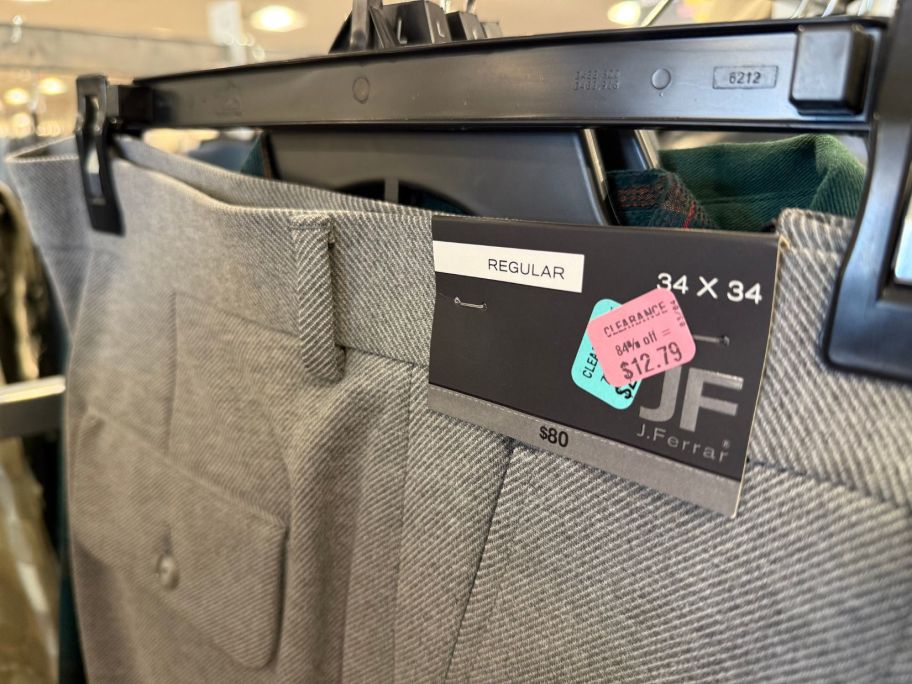 6212
REGULAR
34 X 34
CLEARANCE
84% off =
$12.79
JF
J.Ferrar®
$80